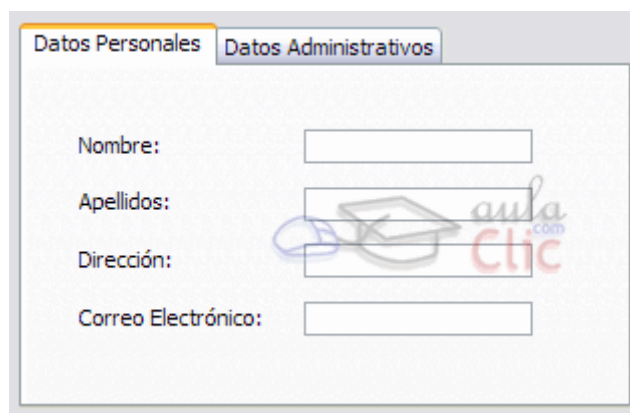 Datos Personales Datos Administrativos
Nombre:
Apellidos:
Dirección:
Correo Electrónico:
aula
.com
Clic